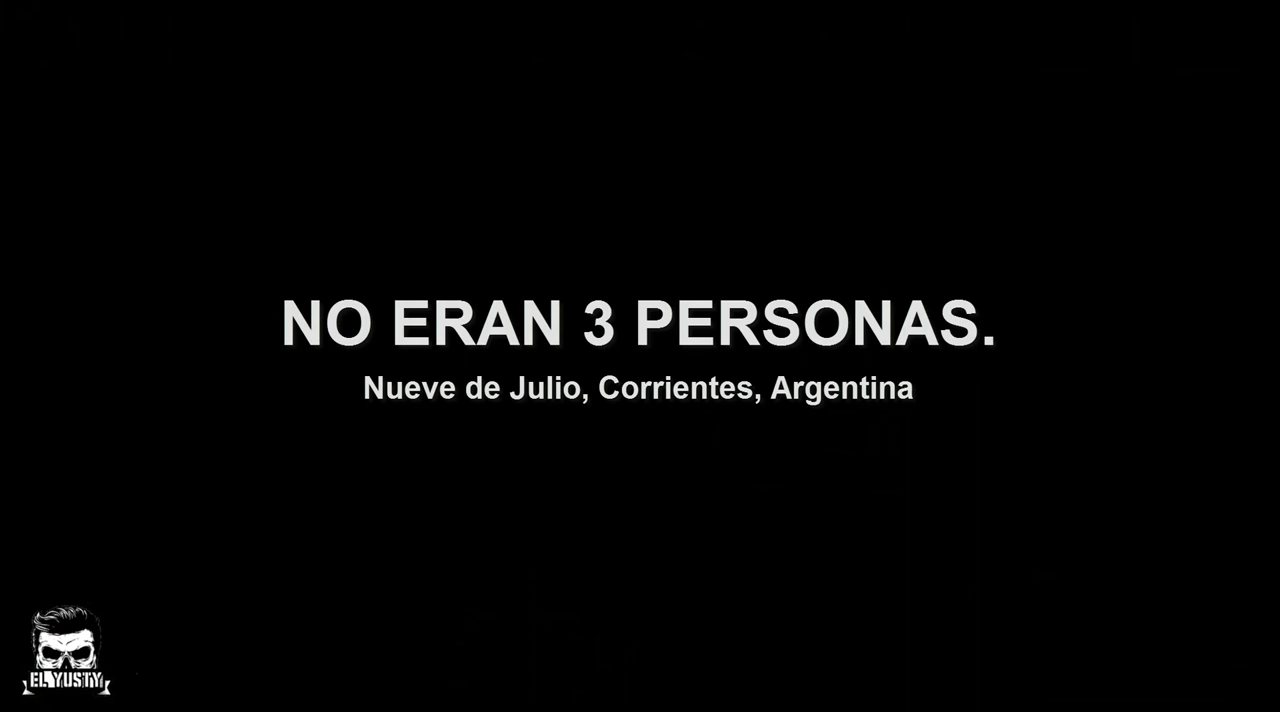 NO ERAN 3 PERSONAS.
Nueve de Julio, Corrientes, Argentina
EL YUSTY